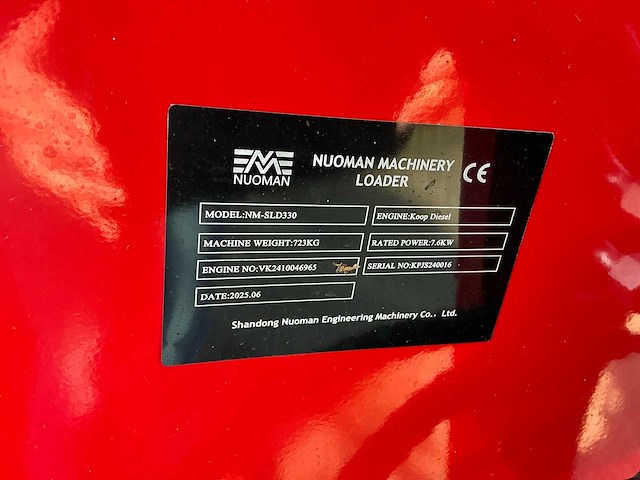 NUOMAN
NUOMAN MACHINERY
LOADER
CE
MODEL:NM-SLD330
ENGINE:Koop Diesel
MACHINE WEIGHT:723KG
RATED POWER:7.6KW
ENGINE NO:VK2410046965
SERIAL NO:KPJS240016
DATE:2025.06
Shandong Nuoman Engineering Machinery Co., Ltd.